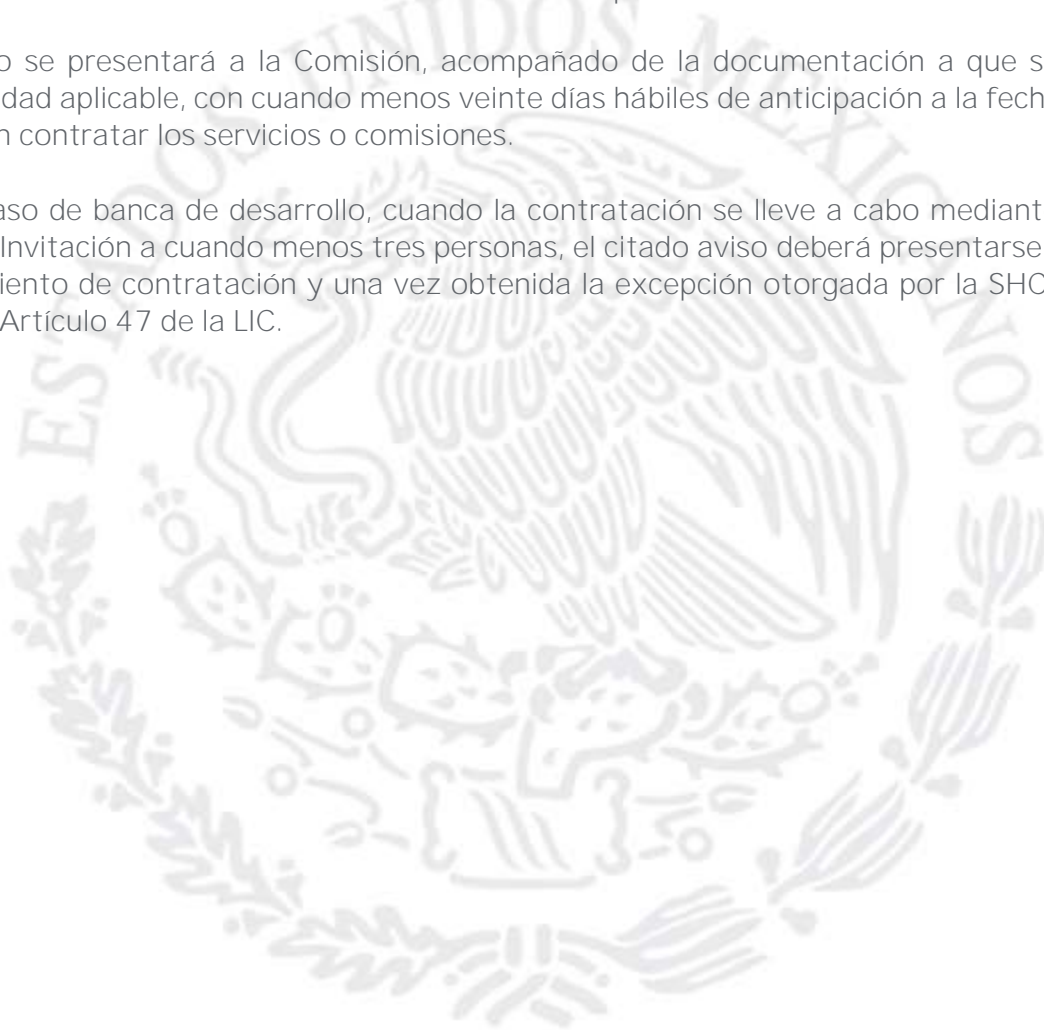 o se presentará a la Comisión, acompañado de la documentación a que s
dad aplicable, con cuando menos veinte días hábiles de anticipación a la fech
n contratar los servicios o comisiones.
aso de banca de desarrollo, cuando la contratación se lleve a cabo mediant
Invitación a cuando menos tres personas, el citado aviso deberá presentarse
iento de contratación y una vez obtenida la excepción otorgada por la SHC
Artículo 47 de la LIC.
ESTADOS UNIDOS MEXICANOS